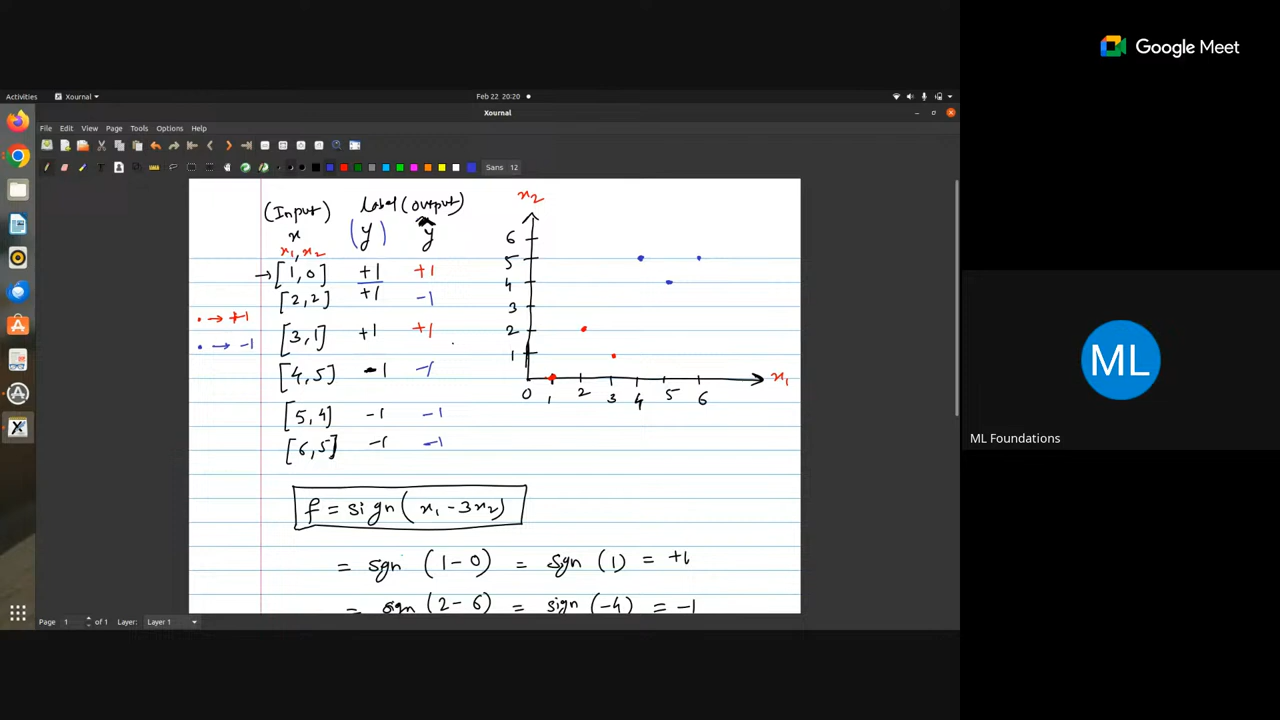 Google Meet
Activities Xournal Feb 22 20:20
Xournal
File Edit View Page Tools Options Help
Sans 12
(Input) Label (output)
x (y) ŷ
x₁, x₂
→ [1, 0] +1 +1
[2, 2] +1 -1
[3, 1] +1 +1
[4, 5] -1 -1
[5, 4] -1 -1
[6, 5] -1 -1
. → +1
. → -1
x₂
6
5
4
3
2
1
0 1 2 3 4 5 6
x₁
f = sign (x₁ - 3x₂)
= sgn (1 - 0) = sgn (1) = +1
= sgn (2 - 6) = sign (-4) = -1
Page 1 of 1 Layer: Layer 1
ML
ML Foundations